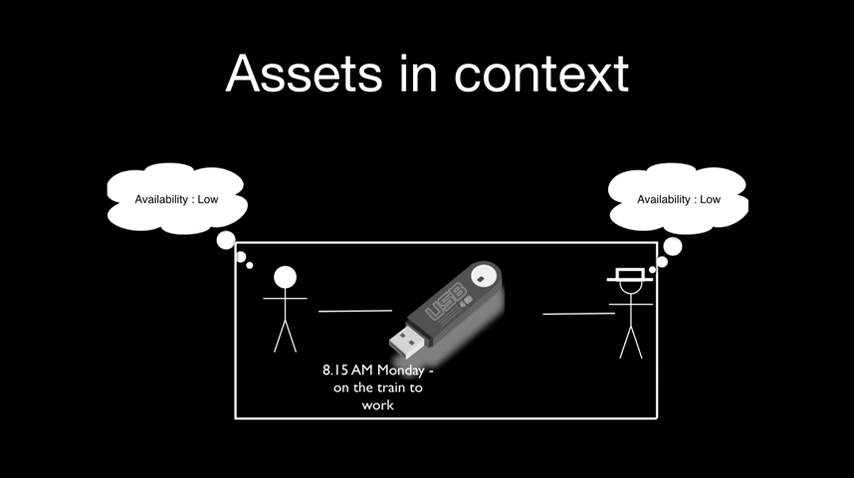 Assets in context
Availability : Low
Availability : Low
USB
8.15 AM Monday -
on the train to
work